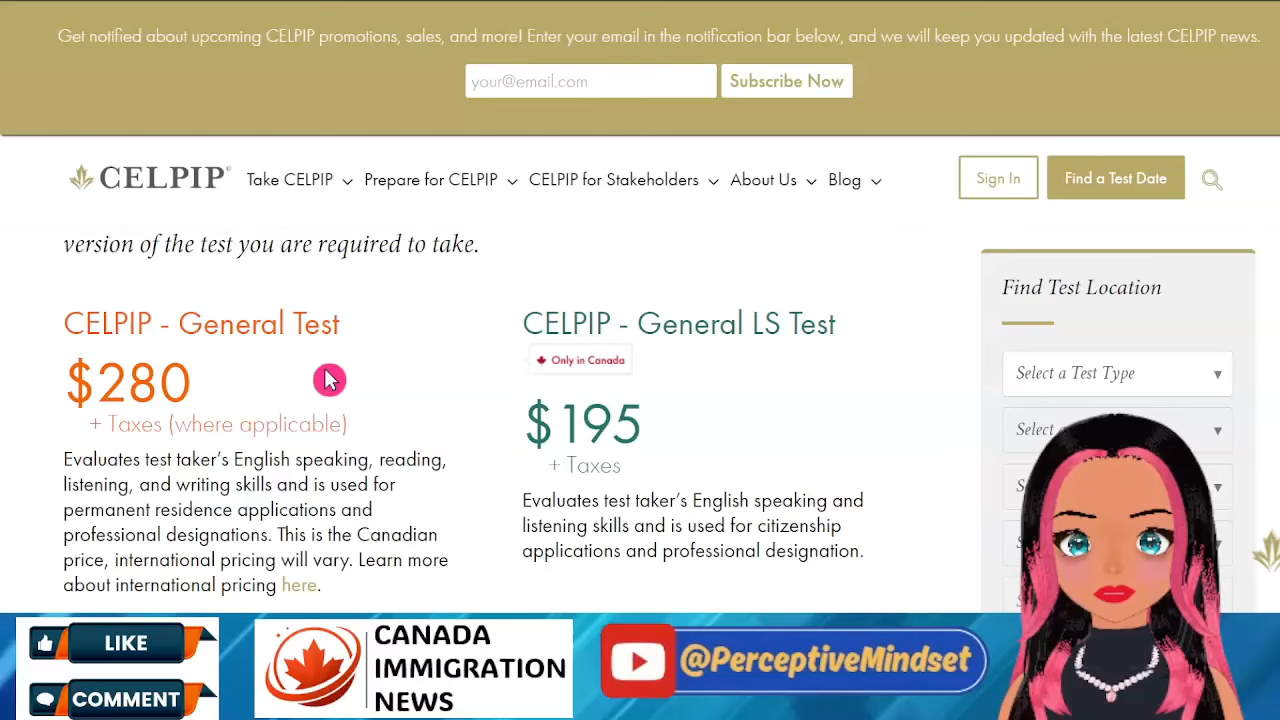 Get notified about upcoming CELPIP promotions, sales, and more! Enter your email in the notification bar below, and we will keep you updated with the latest CELPIP news.
your@email.com
Subscribe Now
CELPIP®
Take CELPIP
Prepare for CELPIP
CELPIP for Stakeholders
About Us
Blog
Sign In
Find a Test Date
version of the test you are required to take.
CELPIP - General Test
$280
+ Taxes (where applicable)
Evaluates test taker's English speaking, reading,
listening, and writing skills and is used for
permanent residence applications and
professional designations. This is the Canadian
price, international pricing will vary. Learn more
about international pricing here.
CELPIP - General LS Test
Only in Canada
$195
+ Taxes
Evaluates test taker's English speaking and
listening skills and is used for citizenship
applications and professional designation.
Find Test Location
Select a Test Type
Select
LIKE
COMMENT
CANADA
IMMIGRATION
NEWS
@PerceptiveMindset